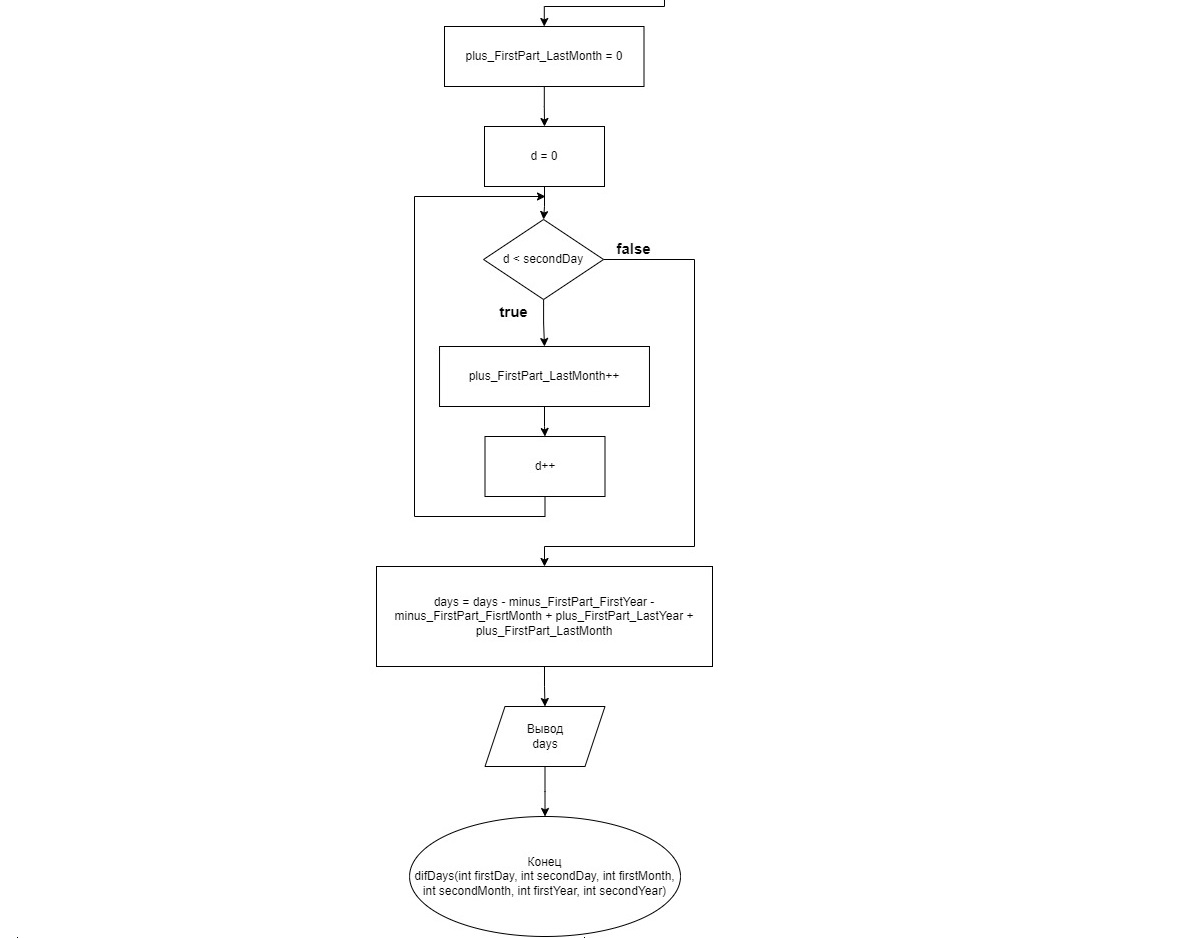 plus_FirstPart_LastMonth = 0
d = 0
d < secondDay
false
true
plus_FirstPart_LastMonth++
d++
days = days - minus_FirstPart_FirstYear -
minus_FirstPart_FisrtMonth + plus_FirstPart_LastYear +
plus_FirstPart_LastMonth
Вывод
days
Конец
difDays(int firstDay, int secondDay, int firstMonth,
int secondMonth, int firstYear, int secondYear)